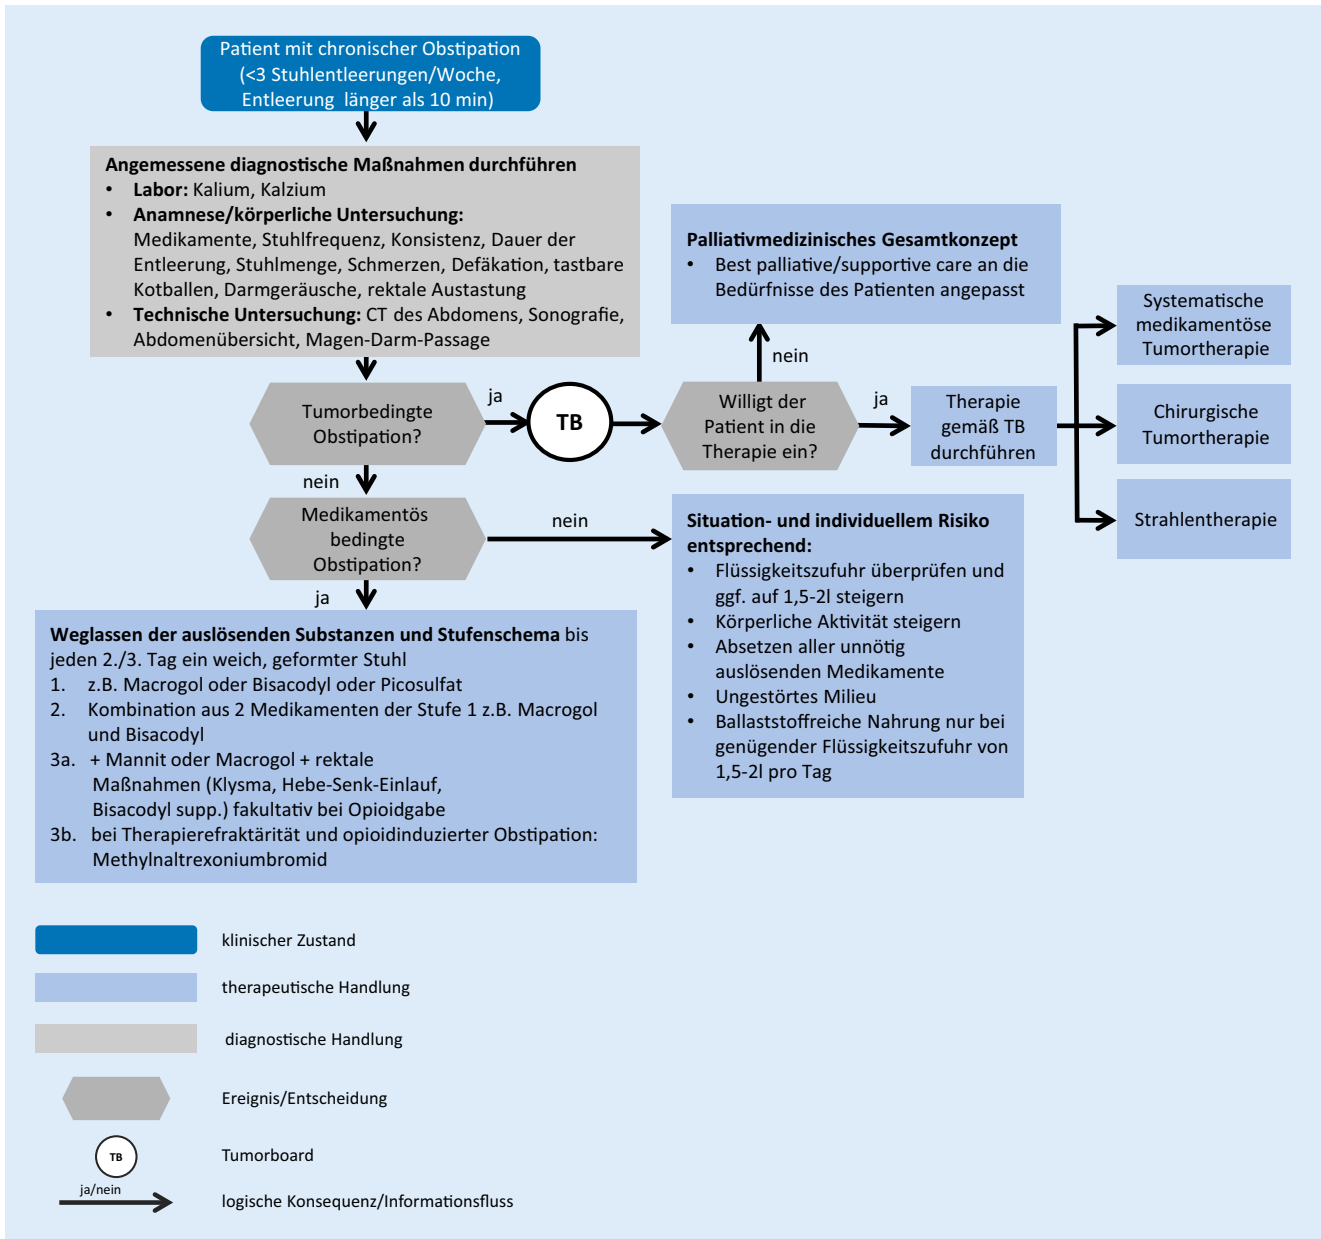 Patient mit chronischer Obstipation
(<3 Stuhlentleerungen/Woche,
Entleerung länger als 10 min)
Angemessene diagnostische Maßnahmen durchführen
• Labor: Kalium, Kalzium
• Anamnese/körperliche Untersuchung:
Medikamente, Stuhlfrequenz, Konsistenz, Dauer der
Entleerung, Stuhlmenge, Schmerzen, Defäkation, tastbare
Kotballen, Darmgeräusche, rektale Austastung
• Technische Untersuchung: CT des Abdomens, Sonografie,
Abdomenübersicht, Magen-Darm-Passage
Palliativmedizinisches Gesamtkonzept
• Best palliative/supportive care an die
Bedürfnisse des Patienten angepasst
nein
Tumorbedingte
Obstipation?
ja
TB
Willigt der
Patient in die
Therapie ein?
ja
Therapie
gemäß TB
durchführen
Systematische
medikamentöse
Tumortherapie
Chirurgische
Tumortherapie
Strahlentherapie
nein
Medikamentös
bedingte
Obstipation?
nein
Situation- und individuellem Risiko
entsprechend:
• Flüssigkeitszufuhr überprüfen und
ggf. auf 1,5-2l steigern
• Körperliche Aktivität steigern
• Absetzen aller unnötig
auslösenden Medikamente
• Ungestörtes Milieu
• Ballaststoffreiche Nahrung nur bei
genügender Flüssigkeitszufuhr von
1,5-2l pro Tag
ja
Weglassen der auslösenden Substanzen und Stufenschema bis
jeden 2./3. Tag ein weich, geformter Stuhl
1. z.B. Macrogol oder Bisacodyl oder Picosulfat
2. Kombination aus 2 Medikamenten der Stufe 1 z.B. Macrogol
und Bisacodyl
3a. + Mannit oder Macrogol + rektale
Maßnahmen (Klysma, Hebe-Senk-Einlauf,
Bisacodyl supp.) fakultativ bei Opioidgabe
3b. bei Therapierefraktärität und opioidinduzierter Obstipation:
Methylnaltrexoniumbromid
klinischer Zustand
therapeutische Handlung
diagnostische Handlung
Ereignis/Entscheidung
TB
Tumorboard
ja/nein
logische Konsequenz/Informationsfluss